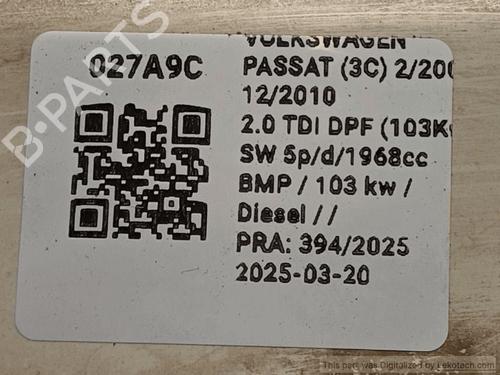 027A9C
VOLKSWAGEN
PASSAT (3C) 2/200
12/2010
2.0 TDI DPF (103K
SW 5p/d/1968cc
BMP / 103 kw /
Diesel / /
PRA: 394/2025
2025-03-20
B-PARTS
This part was Digitalized by Lekotech.com